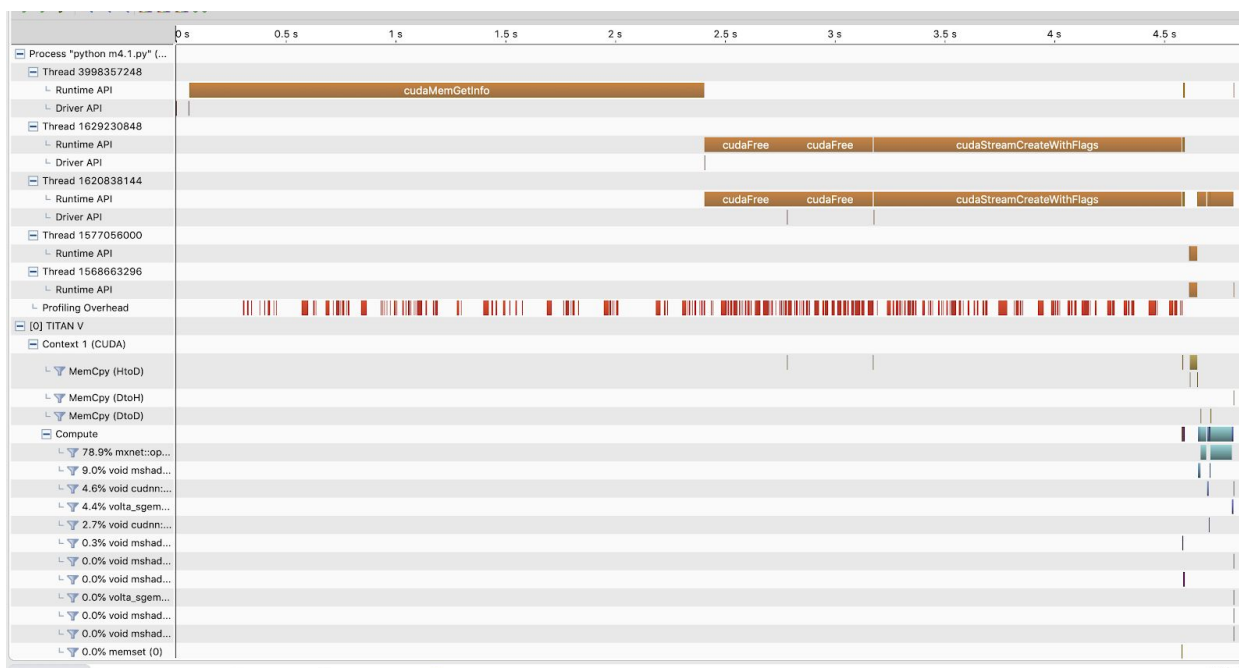 0 s 0.5 s 1 s 1.5 s 2 s 2.5 s 3 s 3.5 s 4 s 4.5 s
Process "python m4.1.py" (...
Thread 3998357248
Runtime API cudaMemGetInfo
Driver API
Thread 1629230848
Runtime API cudaFree cudaFree cudaStreamCreateWithFlags
Driver API
Thread 1620838144
Runtime API cudaFree cudaFree cudaStreamCreateWithFlags
Driver API
Thread 1577056000
Runtime API
Thread 1568663296
Runtime API
Profiling Overhead
[0] TITAN V
Context 1 (CUDA)
MemCpy (HtoD)
MemCpy (DtoH)
MemCpy (DtoD)
Compute
78.9% mxnet::op...
9.0% void mshad...
4.6% void cudnn:...
4.4% volta_sgem...
2.7% void cudnn:...
0.3% void mshad...
0.0% void mshad...
0.0% void mshad...
0.0% volta_sgem...
0.0% void mshad...
0.0% void mshad...
0.0% memset (0)